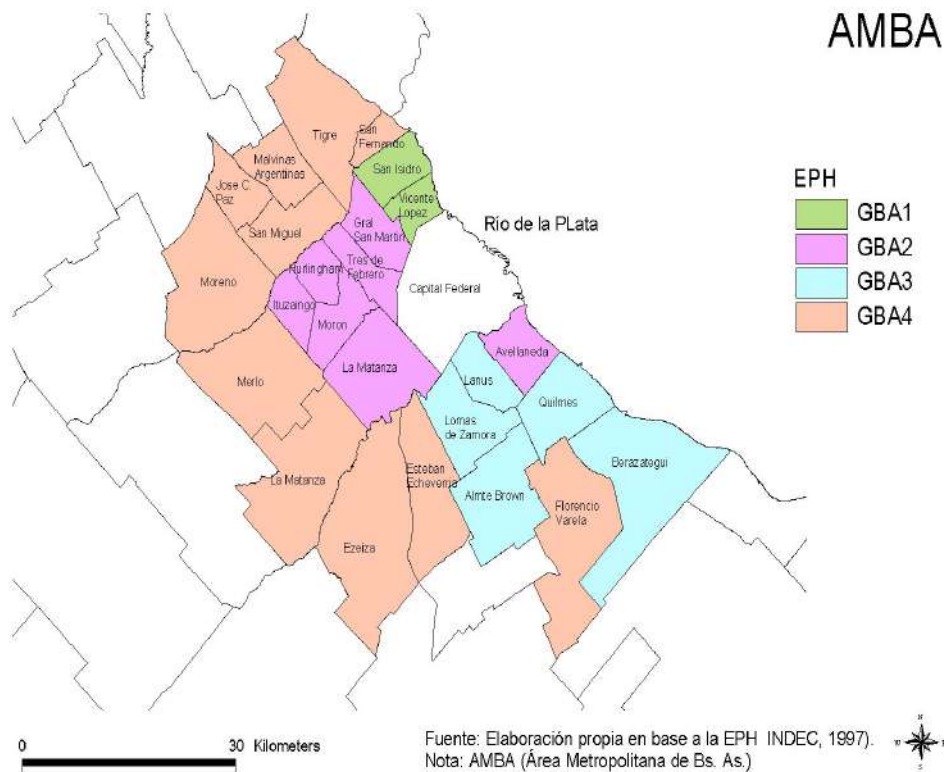 AMBA
Tigre
San
Fernando
Malvinas
Argentinas
San Isidro
Jose C.
Paz
Vicente
Lopez
EPH
GBA1
GBA2
GBA3
GBA4
San Miguel
Gral
San Martin
Rio de la PLata
Moreno
Hurlingham
Tres de
Febrero
Capital Federal
Ituzaingo
Moron
La Matanza
Avellaneda
Merlo
Lanus
Quilmes
Lomas
de Zamora
Berazategui
La Matanza
Esteban
Echeverria
Almte Brown
Florencio
Varela
Ezeiza
0 30 Kilometers
Fuente: Elaboración propia en base a la EPH INDEC, 1997).
Nota: AMBA (Área Metropolitana de Bs. As.)
N
S